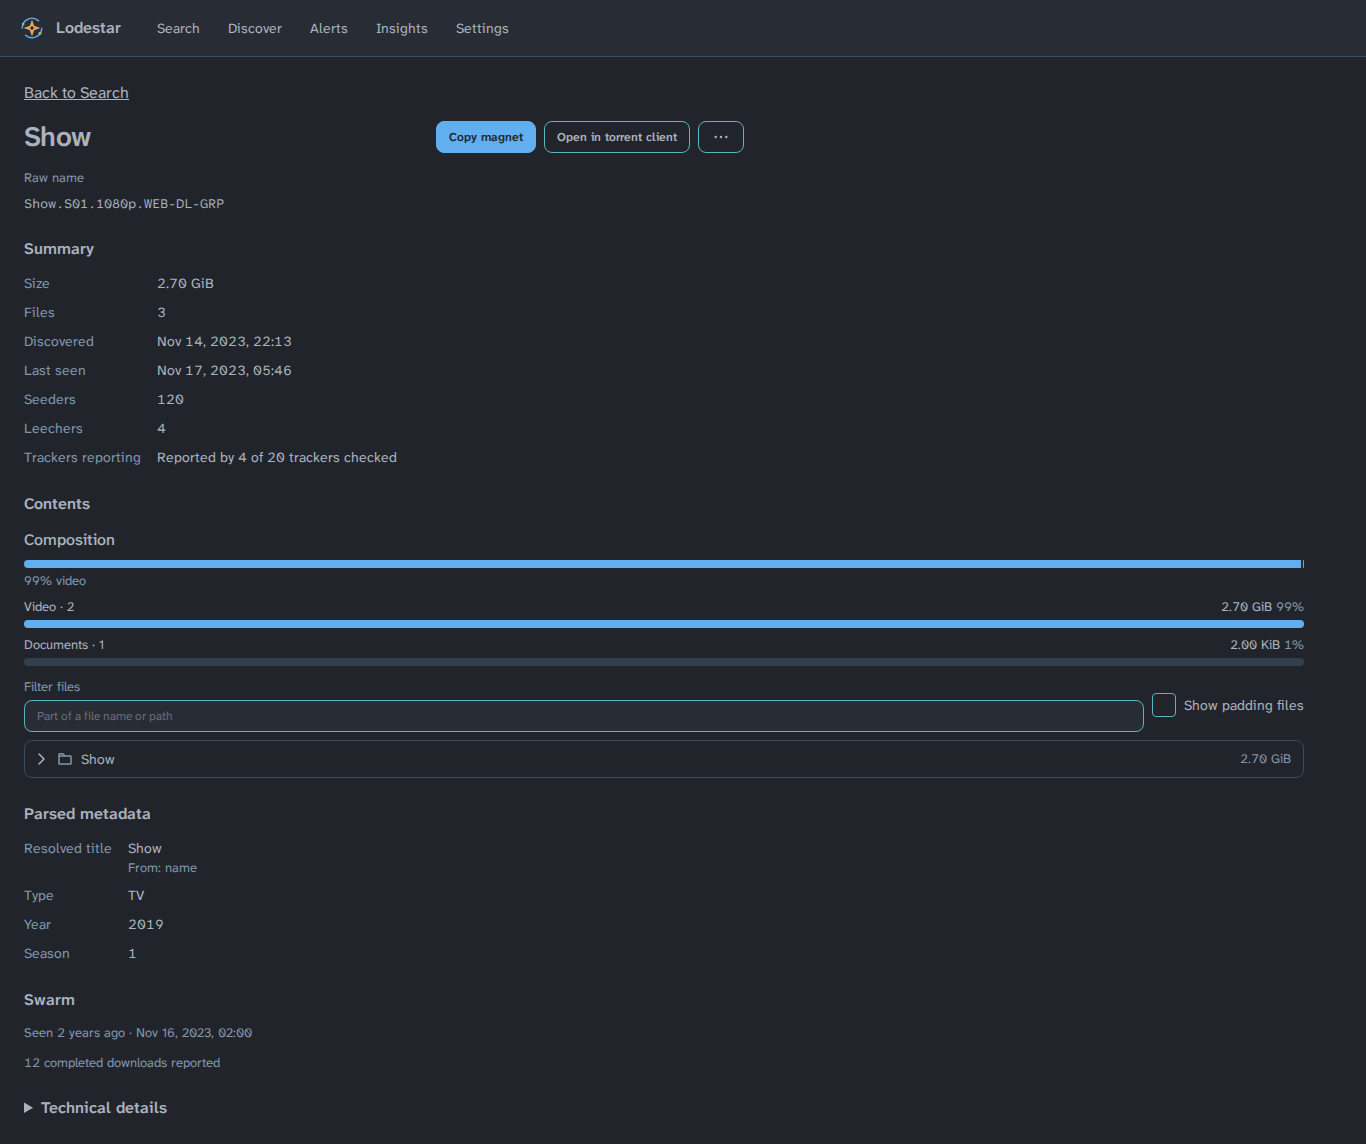 Lodestar Search Discover Alerts Insights Settings
Back to Search
Show Copy magnet Open in torrent client ···
Raw name
Show.S01.1080p.WEB-DL-GRP
Summary
Size 2.70 GiB
Files 3
Discovered Nov 14, 2023, 22:13
Last seen Nov 17, 2023, 05:46
Seeders 120
Leechers 4
Trackers reporting Reported by 4 of 20 trackers checked
Contents
Composition
99% video
Video · 2 2.70 GiB 99%
Documents · 1 2.00 KiB 1%
Filter files
Part of a file name or path Show padding files
Show 2.70 GiB
Parsed metadata
Resolved title Show
From: name
Type TV
Year 2019
Season 1
Swarm
Seen 2 years ago · Nov 16, 2023, 02:00
12 completed downloads reported
Technical details